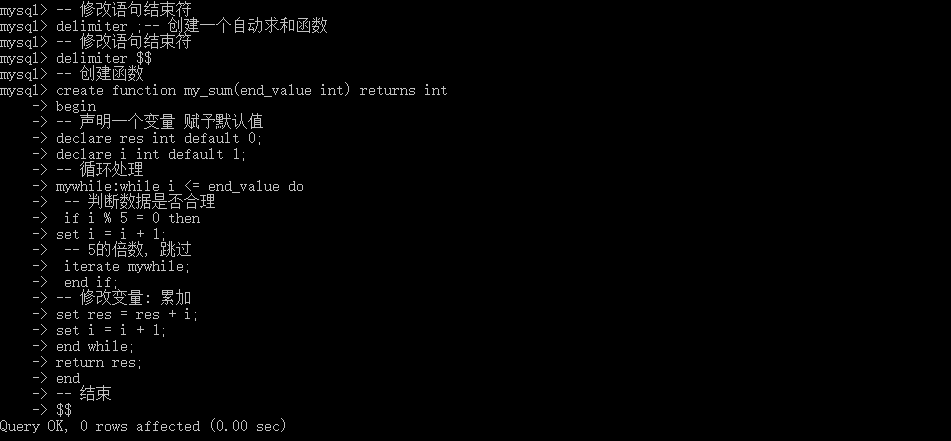 mysql> -- 修改语句结束符
mysql> delimiter ;-- 创建一个自动求和函数
mysql> -- 修改语句结束符
mysql> delimiter $$
mysql> -- 创建函数
mysql> create function my_sum(end_value int) returns int
    -> begin
    -> -- 声明一个变量 赋予默认值
    -> declare res int default 0;
    -> declare i int default 1;
    -> -- 循环处理
    -> mywhile:while i <= end_value do
    ->  -- 判断数据是否合理
    ->  if i % 5 = 0 then
    -> set i = i + 1;
    ->  -- 5的倍数, 跳过
    ->  iterate mywhile;
    ->  end if;
    -> -- 修改变量: 累加
    -> set res = res + i;
    -> set i = i + 1;
    -> end while;
    -> return res;
    -> end
    -> -- 结束
    -> $$
Query OK, 0 rows affected (0.00 sec)